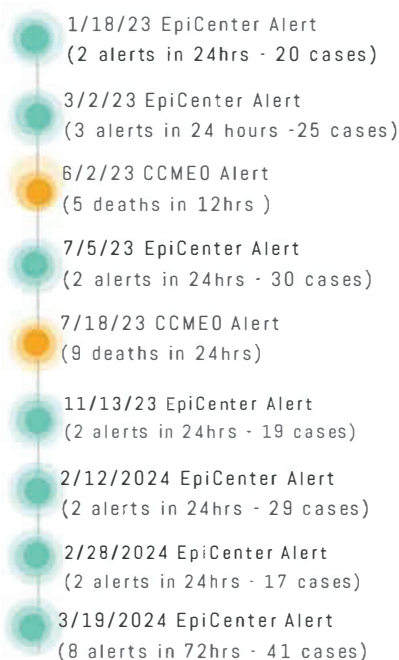 1/18/23 EpiCenter Alert
(2 alerts in 24hrs - 20 cases)
3/2/23 EpiCenter Alert
(3 alerts in 24 hours -25 cases)
6/2/23 CCMEO Alert
(5 deaths in 12hrs )
7/5/23 EpiCenter Alert
(2 alerts in 24hrs - 30 cases)
7/18/23 CCMEO Alert
(9 deaths in 24hrs)
11/13/23 EpiCenter Alert
(2 alerts in 24hrs - 19 cases)
2/12/2024 EpiCenter Alert
(2 alerts in 24hrs - 29 cases)
2/28/2024 EpiCenter Alert
(2 alerts in 24hrs - 17 cases)
3/19/2024 EpiCenter Alert
(8 alerts in 72hrs - 41 cases)